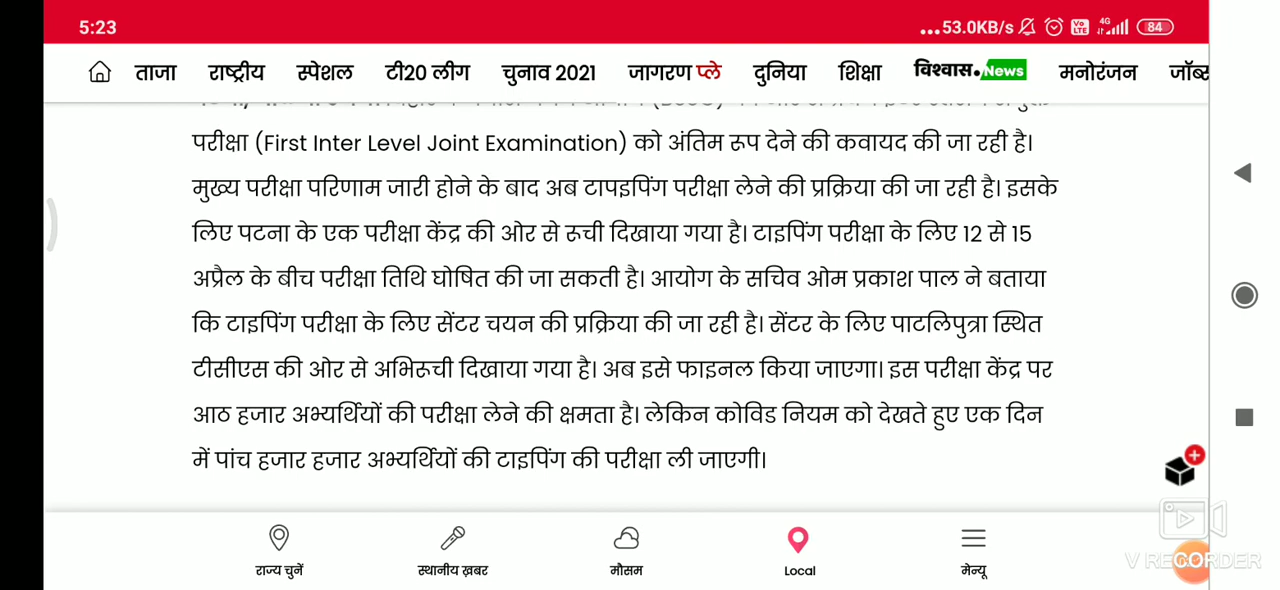 5:23
...53.0KB/s
Vo LTE
4G
84
ताजा राष्ट्रीय स्पेशल टी20 लीग चुनाव 2021 जागरण प्ले दुनिया शिक्षा विश्वास.News मनोरंजन जॉब्स
परीक्षा (First Inter Level Joint Examination) को अंतिम रूप देने की कवायद की जा रही है।
मुख्य परीक्षा परिणाम जारी होने के बाद अब टापइपिंग परीक्षा लेने की प्रक्रिया की जा रही है। इसके
लिए पटना के एक परीक्षा केंद्र की ओर से रूची दिखाया गया है। टाइपिंग परीक्षा के लिए 12 से 15
अप्रैल के बीच परीक्षा तिथि घोषित की जा सकती है। आयोग के सचिव ओम प्रकाश पाल ने बताया
कि टाइपिंग परीक्षा के लिए सेंटर चयन की प्रक्रिया की जा रही है। सेंटर के लिए पाटलिपुत्रा स्थित
टीसीएस की ओर से अभिरूची दिखाया गया है। अब इसे फाइनल किया जाएगा। इस परीक्षा केंद्र पर
आठ हजार अभ्यर्थियों की परीक्षा लेने की क्षमता है। लेकिन कोविड नियम को देखते हुए एक दिन
में पांच हजार हजार अभ्यर्थियों की टाइपिंग की परीक्षा ली जाएगी।
राज्य चुनें स्थानीय ख़बर मौसम Local मेन्यू
V RECORDER